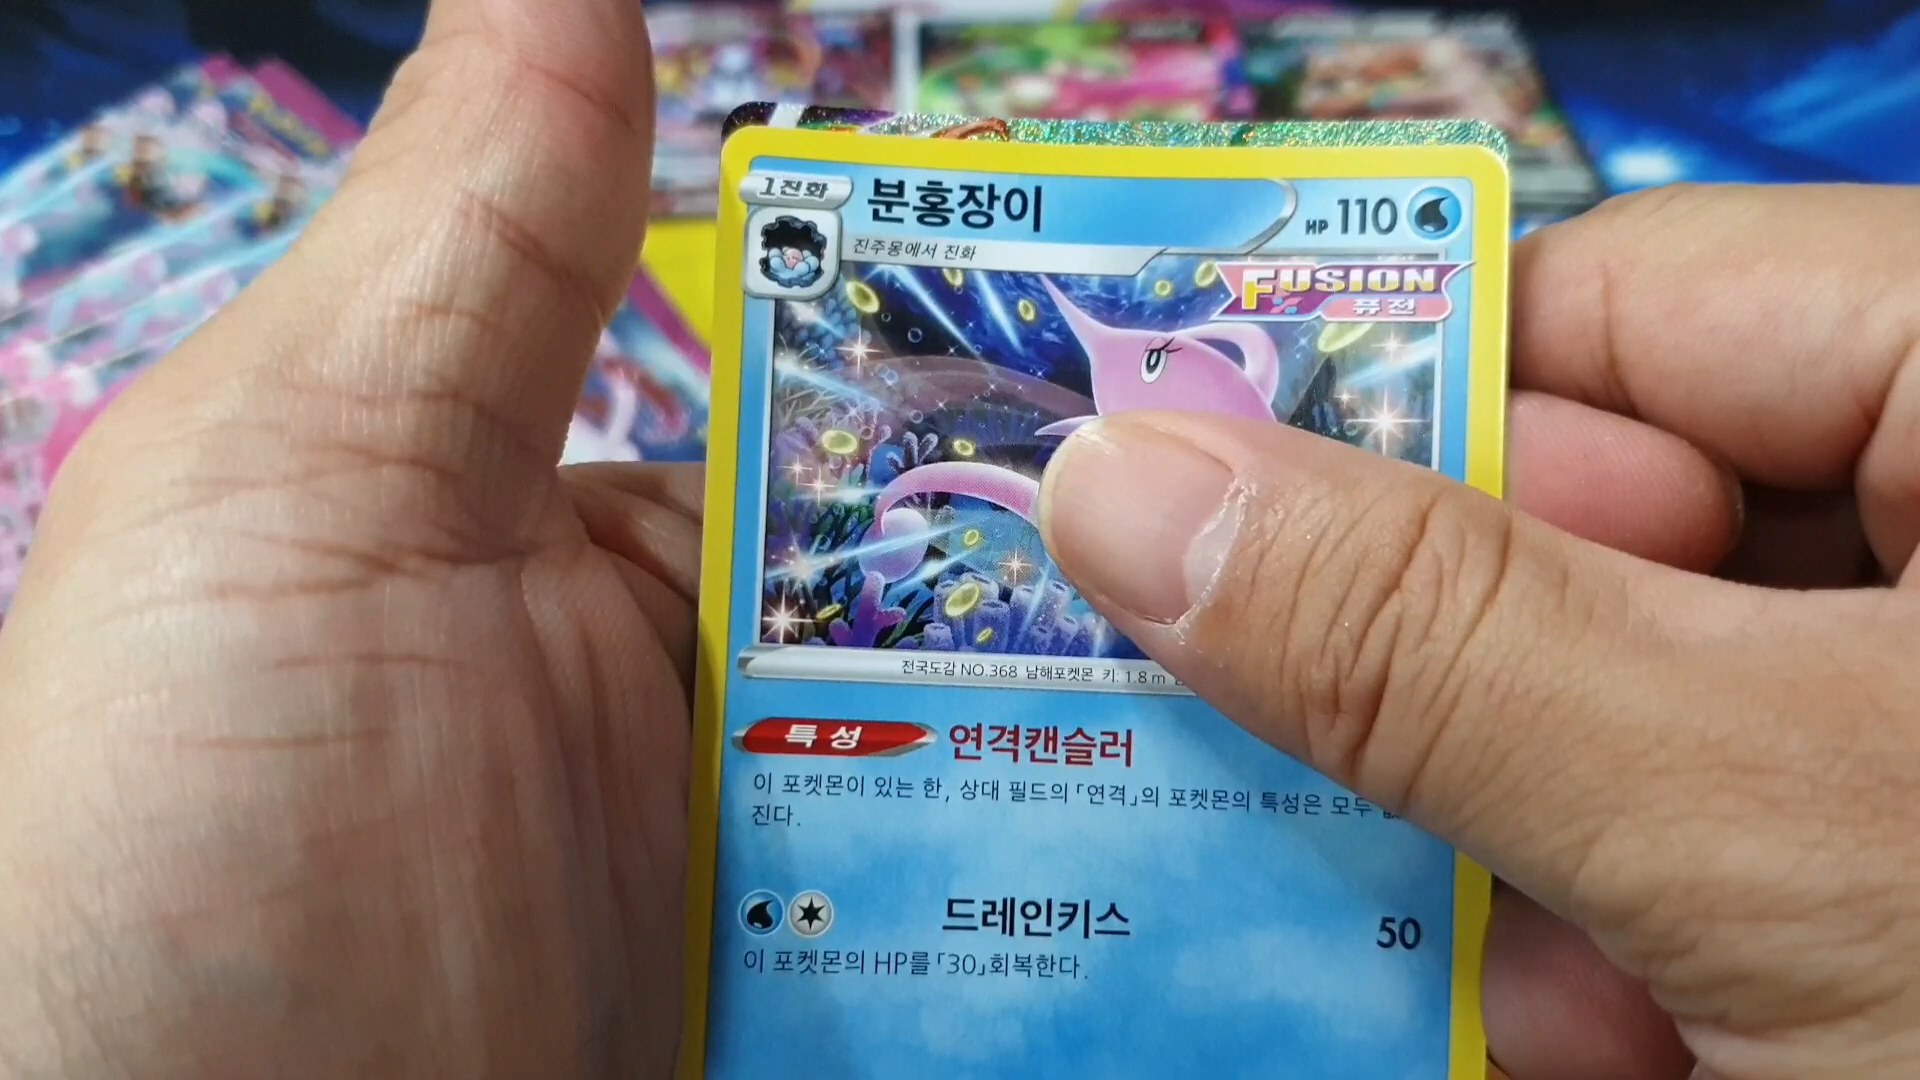 1진화
분홍장이
HP 110
진주몽에서 진화
FUSION
퓨전
전국도감 NO.368 남해포켓몬 키: 1.8 m
특성
연격캔슬러
이 포켓몬이 있는 한, 상대 필드의 「연격」의 포켓몬의 특성은 모두
진다.
드레인키스
50
이 포켓몬의 HP를 「30」 회복한다.